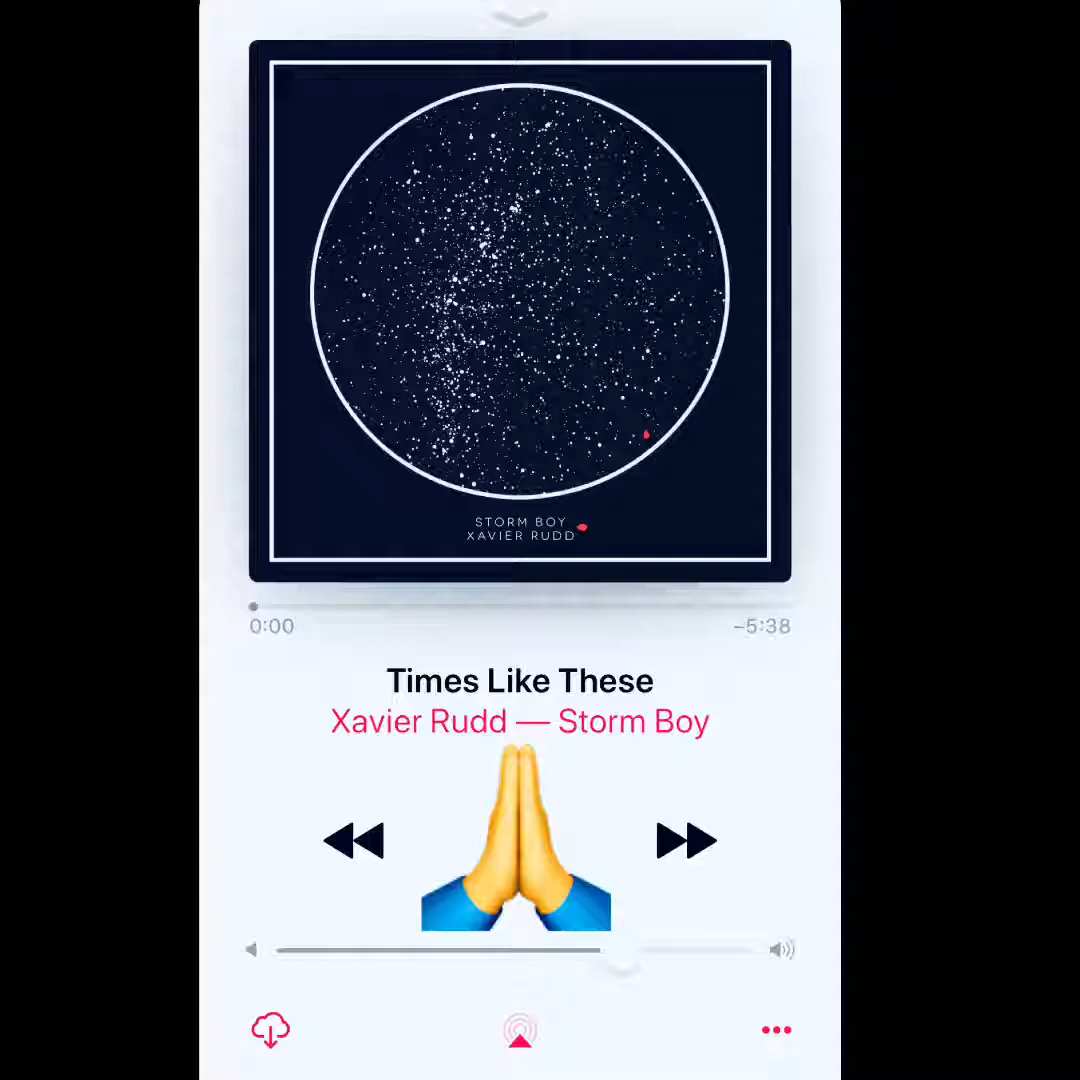 STORM BOY
XAVIER RUDD
0:00
–5:38
Times Like These
Xavier Rudd — Storm Boy